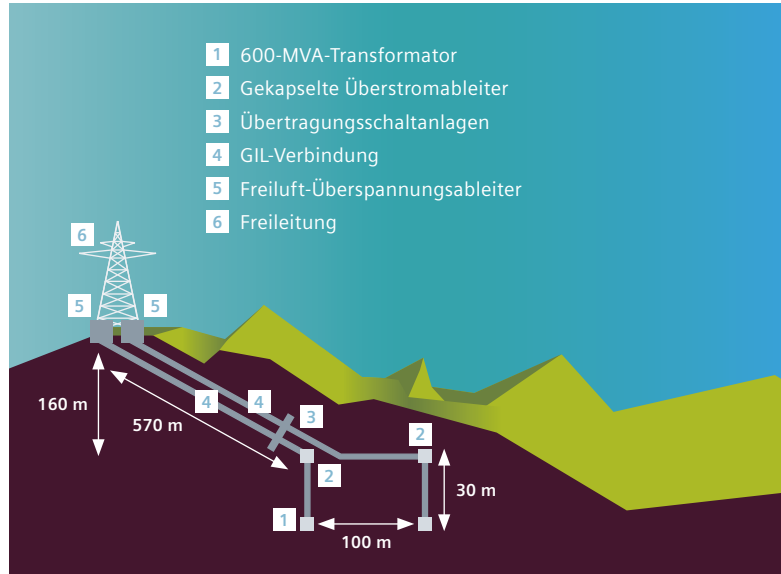 1 600-MVA-Transformator
2 Gekapselte Überstromableiter
3 Übertragungsschaltanlagen
4 GIL-Verbindung
5 Freiluft-Überspannungsableiter
6 Freileitung
6
5 5
160 m
570 m
4 4 3
2
2
30 m
1
100 m